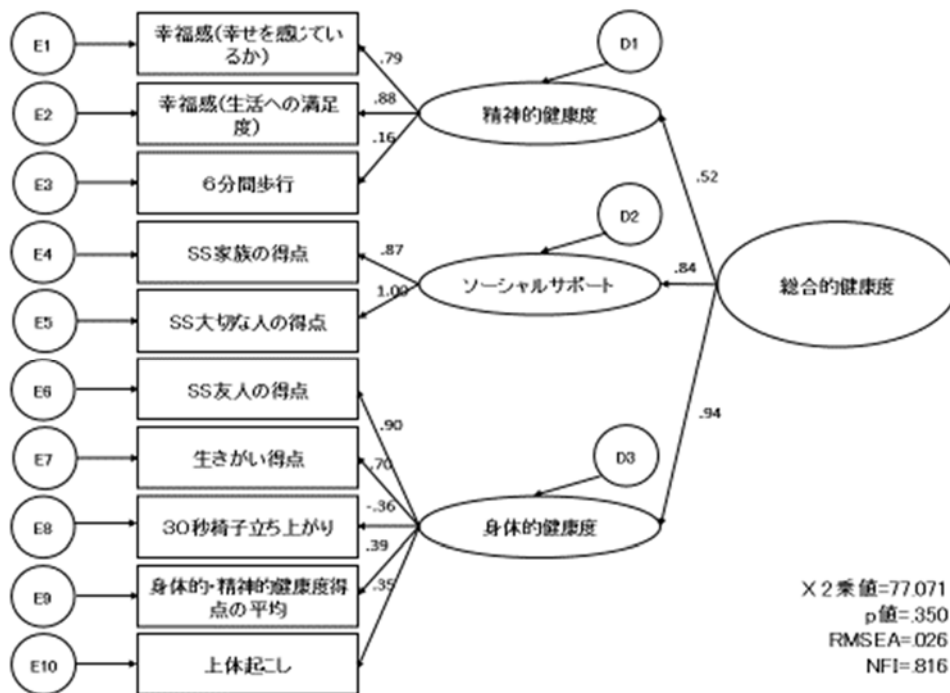 E1
幸福感(幸せを感じてい
るか)
E2
幸福感(生活への満足
度)
E3
6分間歩行
E4
SS家族の得点
E5
SS大切な人の得点
E6
SS友人の得点
E7
生きがい得点
E8
30秒椅子立ち上がり
E9
身体的・精神的健康度得
点の平均
E10
上体起こし
.79
.88
.16
.87
1.00
.90
.70
-.36
.39
.35
D1
精神的健康度
D2
ソーシャルサポート
D3
身体的健康度
.52
.84
.94
総合的健康度
X2乗値=77.071
p値=.350
RMSEA=.026
NFI=.816